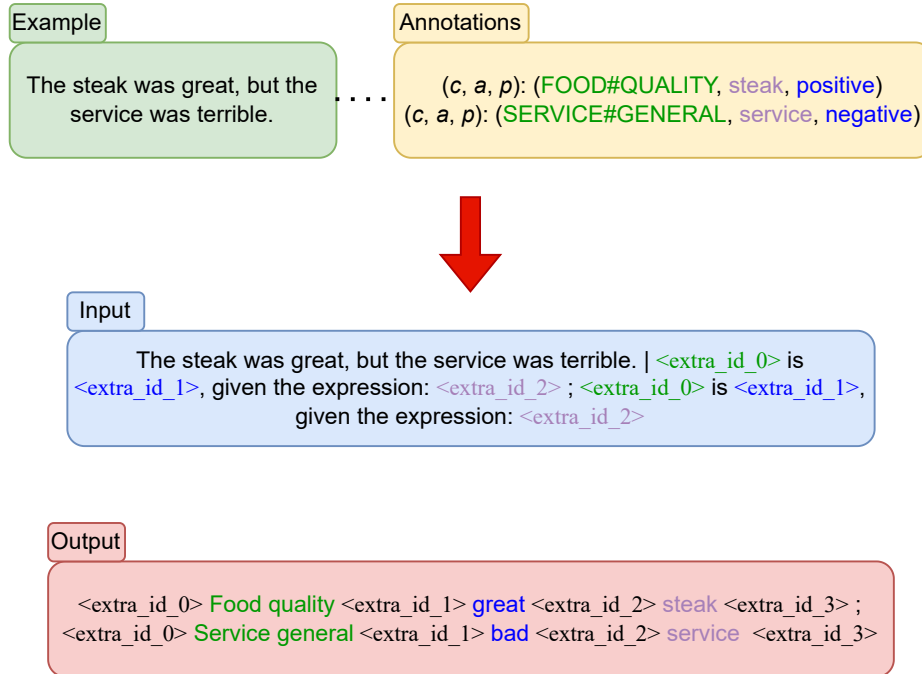 Example
The steak was great, but the
service was terrible.
. . . .
Annotations
(c, a, p): (FOOD#QUALITY, steak, positive)
(c, a, p): (SERVICE#GENERAL, service, negative)
Input
The steak was great, but the service was terrible. | <extra_id_0> is
<extra_id_1>, given the expression: <extra_id_2> ; <extra_id_0> is <extra_id_1>,
given the expression: <extra_id_2>
Output
<extra_id_0> Food quality <extra_id_1> great <extra_id_2> steak <extra_id_3> ;
<extra_id_0> Service general <extra_id_1> bad <extra_id_2> service <extra_id_3>